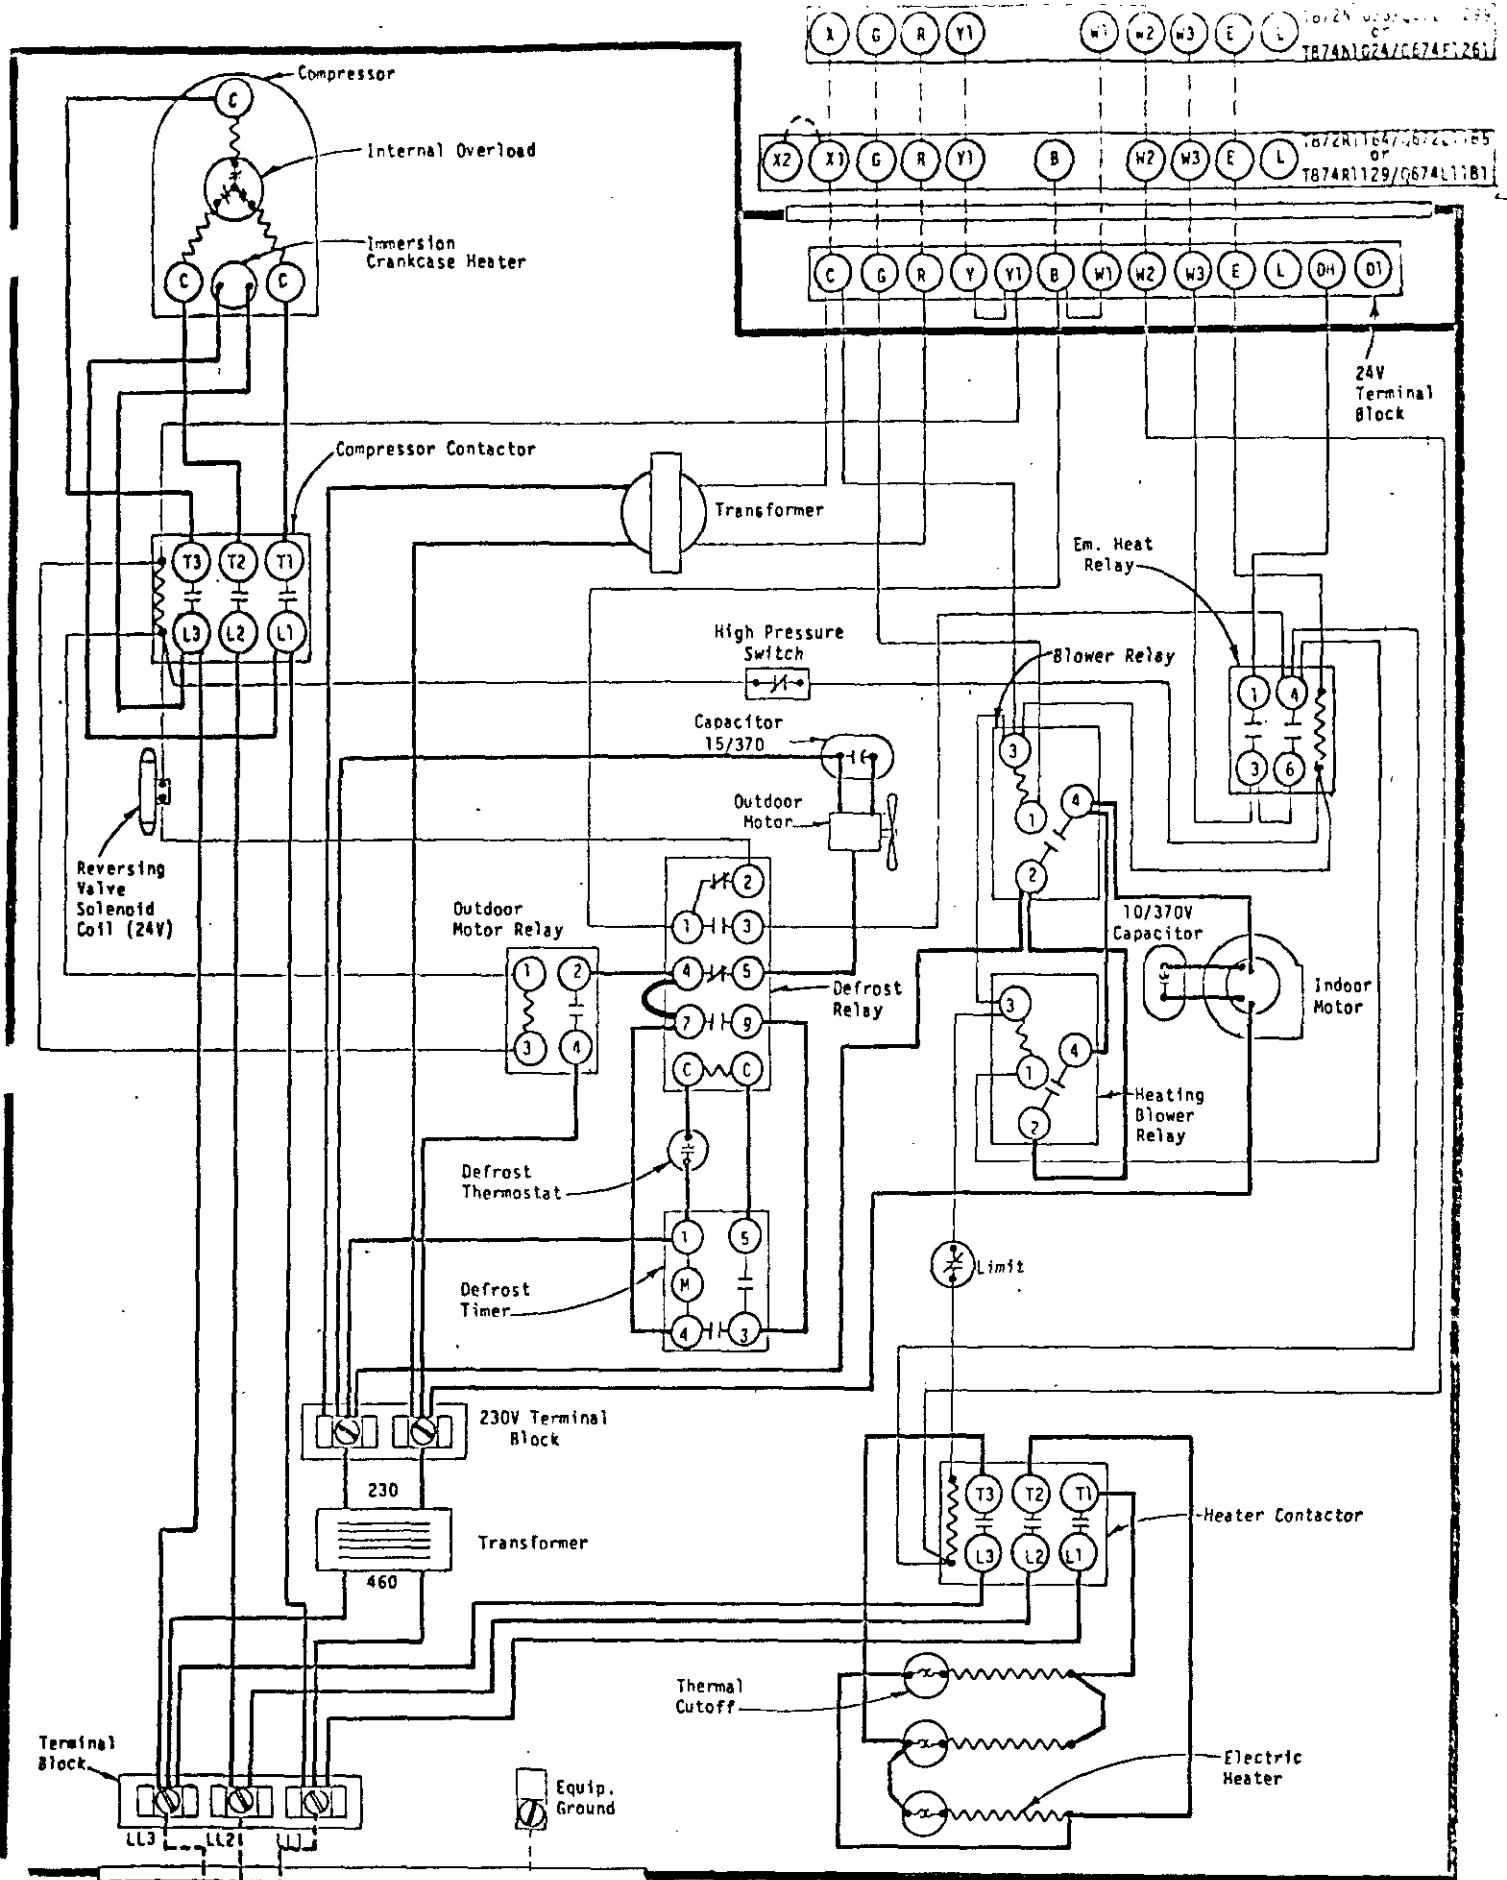 X G R Y1 W1 W2 W3 E L
or
TB74N1024/Q674F1261
Compressor
C
Internal Overload
X2 X1 G R Y1 B W2 W3 E L
or
T874R1129/Q674L1181
Immersion
Crankcase Heater
C C
C G R Y Y1 B W1 W2 W3 E L DH O1
24V
Terminal
Block
Compressor Contactor
Transformer
T3 T2 T1
L3 L2 L1
Em. Heat
Relay
High Pressure
Switch
Blower Relay
1 4
3 6
Capacitor
15/370
3
4
1
2
Outdoor
Motor
Reversing
Valve
Solenoid
Coil (24V)
Outdoor
Motor Relay
1 2
3 4
2
1 3
4 5
7 9
C C
Defrost
Relay
10/370V
Capacitor
Indoor
Motor
3
4
1
2
Heating
Blower
Relay
Defrost
Thermostat
1 5
M
4 3
Defrost
Timer
Limit
230V Terminal
Block
230
Transformer
460
T3 T2 T1
L3 L2 L1
Heater Contactor
Thermal
Cutoff
Electric
Heater
Terminal
Block
Equip.
Ground
LL3 LL2